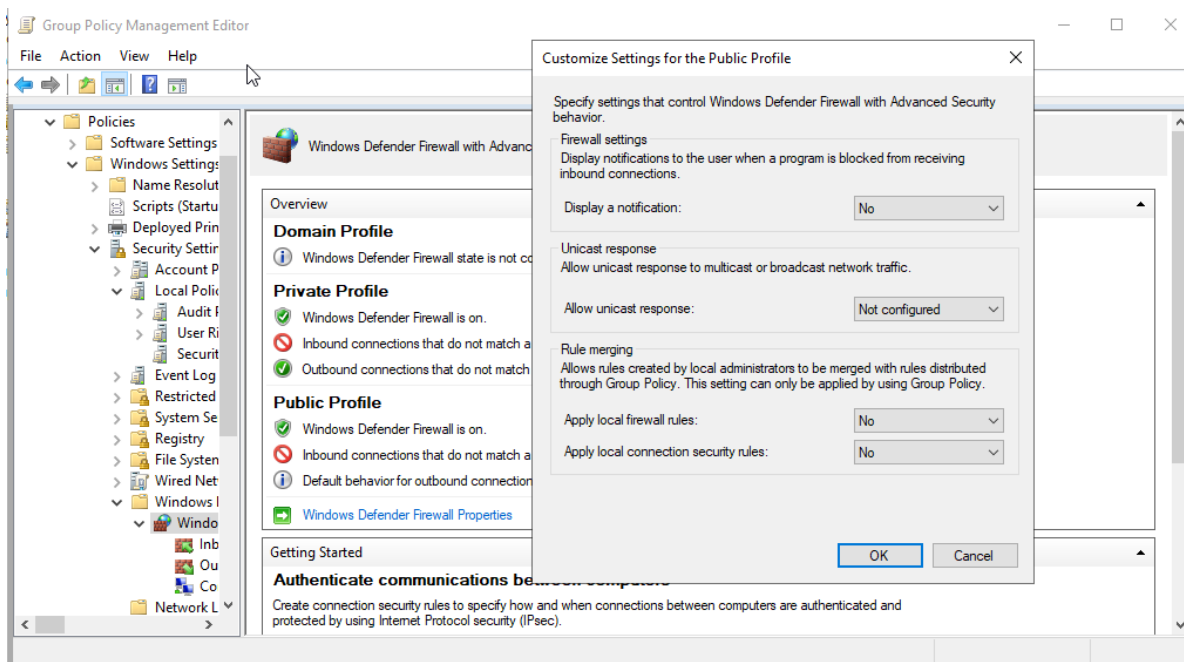 Group Policy Management Editor
File Action View Help
Policies
Software Settings
Windows Settings
Name Resolut
Scripts (Startu
Deployed Prin
Security Settin
Account P
Local Polic
Audit P
User Ri
Securit
Event Log
Restricted
System Se
Registry
File System
Wired Net
Windows
Windo
Inb
Ou
Co
Network L
Windows Defender Firewall with Advanc
Overview
Domain Profile
Windows Defender Firewall state is not co
Private Profile
Windows Defender Firewall is on.
Inbound connections that do not match a
Outbound connections that do not match
Public Profile
Windows Defender Firewall is on.
Inbound connections that do not match a
Default behavior for outbound connection
Windows Defender Firewall Properties
Getting Started
Authenticate communications between computers
Create connection security rules to specify how and when connections between computers are authenticated and
protected by using Internet Protocol security (IPsec).
Customize Settings for the Public Profile
Specify settings that control Windows Defender Firewall with Advanced Security
behavior.
Firewall settings
Display notifications to the user when a program is blocked from receiving
inbound connections.
Display a notification: No
Unicast response
Allow unicast response to multicast or broadcast network traffic.
Allow unicast response: Not configured
Rule merging
Allows rules created by local administrators to be merged with rules distributed
through Group Policy. This setting can only be applied by using Group Policy.
Apply local firewall rules: No
Apply local connection security rules: No
OK Cancel